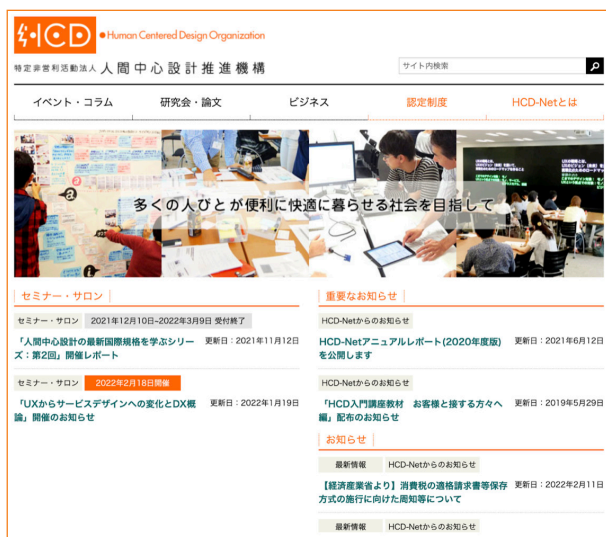 HCD
Human Centered Design Organization
特定非営利活動法人 人間中心設計推進機構
サイト内検索
イベント・コラム
研究会・論文
ビジネス
認定制度
HCD-Netとは
多くの人びとが便利に快適に暮らせる社会を目指して
セミナー・サロン
セミナー・サロン 2021年12月10日~2022年3月9日 受付終了
「人間中心設計の最新国際規格を学ぶシリー 更新日：2021年11月12日
ズ：第2回」開催レポート
セミナー・サロン 2022年2月18日開催
「UXからサービスデザインへの変化とDX概 更新日：2022年1月19日
論」開催のお知らせ
重要なお知らせ
HCD-Netからのお知らせ
HCD-Netアニュアルレポート(2020年度版) 更新日：2021年6月12日
を公開します
HCD-Netからのお知らせ
「HCD入門講座教材 お客様と接する方々へ 更新日：2019年5月29日
編」配布のお知らせ
お知らせ
最新情報 HCD-Netからのお知らせ
【経済産業省より】消費税の適格請求書等保存 更新日：2022年2月11日
方式の施行に向けた周知等について
最新情報 HCD-Netからのお知らせ